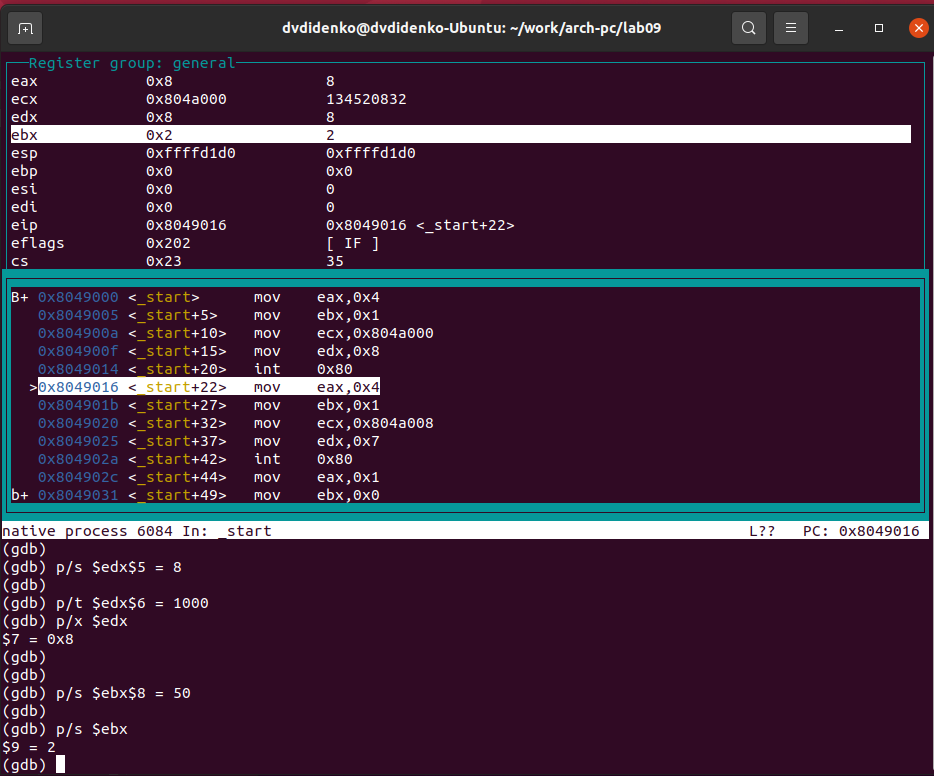 dvdidenko@dvdidenko-Ubuntu: ~/work/arch-pc/lab09
Register group: general
eax 0x8 8
ecx 0x804a000 134520832
edx 0x8 8
ebx 0x2 2
esp 0xffffd1d0 0xffffd1d0
ebp 0x0 0x0
esi 0x0 0
edi 0x0 0
eip 0x8049016 0x8049016 <_start+22>
eflags 0x202 [ IF ]
cs 0x23 35
B+ 0x8049000 <_start> mov eax,0x4
0x8049005 <_start+5> mov ebx,0x1
0x804900a <_start+10> mov ecx,0x804a000
0x804900f <_start+15> mov edx,0x8
0x8049014 <_start+20> int 0x80
>0x8049016 <_start+22> mov eax,0x4
0x804901b <_start+27> mov ebx,0x1
0x8049020 <_start+32> mov ecx,0x804a008
0x8049025 <_start+37> mov edx,0x7
0x804902a <_start+42> int 0x80
0x804902c <_start+44> mov eax,0x1
b+ 0x8049031 <_start+49> mov ebx,0x0
native process 6084 In: _start L?? PC: 0x8049016
(gdb)
(gdb) p/s $edx$5 = 8
(gdb)
(gdb) p/t $edx$6 = 1000
(gdb) p/x $edx
$7 = 0x8
(gdb)
(gdb)
(gdb) p/s $ebx$8 = 50
(gdb)
(gdb) p/s $ebx
$9 = 2
(gdb)